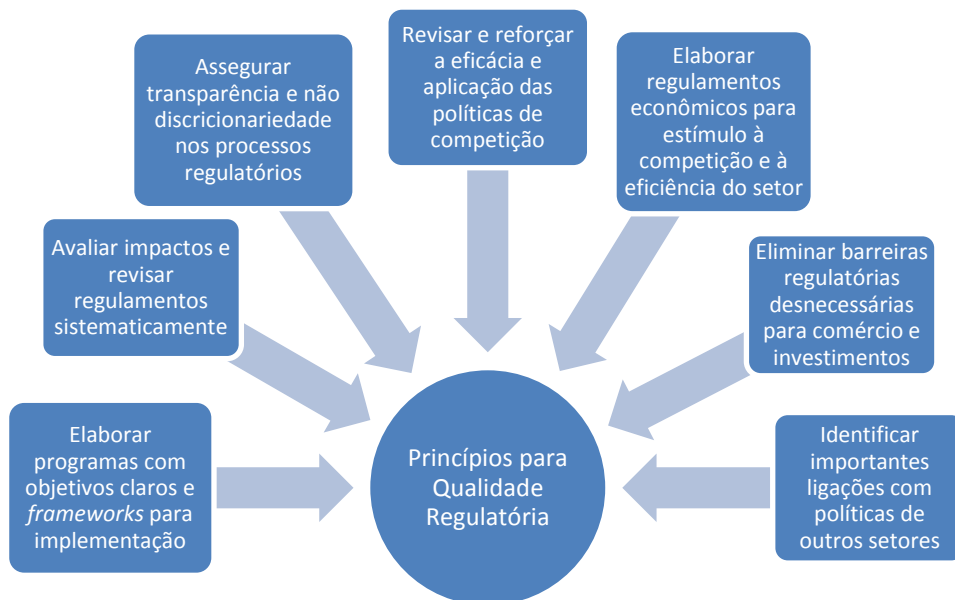 Elaborar
programas com
objetivos claros e
frameworks para
implementação
Avaliar impactos e
revisar
regulamentos
sistematicamente
Assegurar
transparência e não
discricionariedade
nos processos
regulatórios
Revisar e reforçar
a eficácia e
aplicação das
políticas de
competição
Elaborar
regulamentos
econômicos para
estímulo à
competição e à
eficiência do setor
Eliminar barreiras
regulatórias
desnecessárias
para comércio e
investimentos
Identificar
importantes
ligações com
políticas de
outros setores
Princípios para
Qualidade
Regulatória